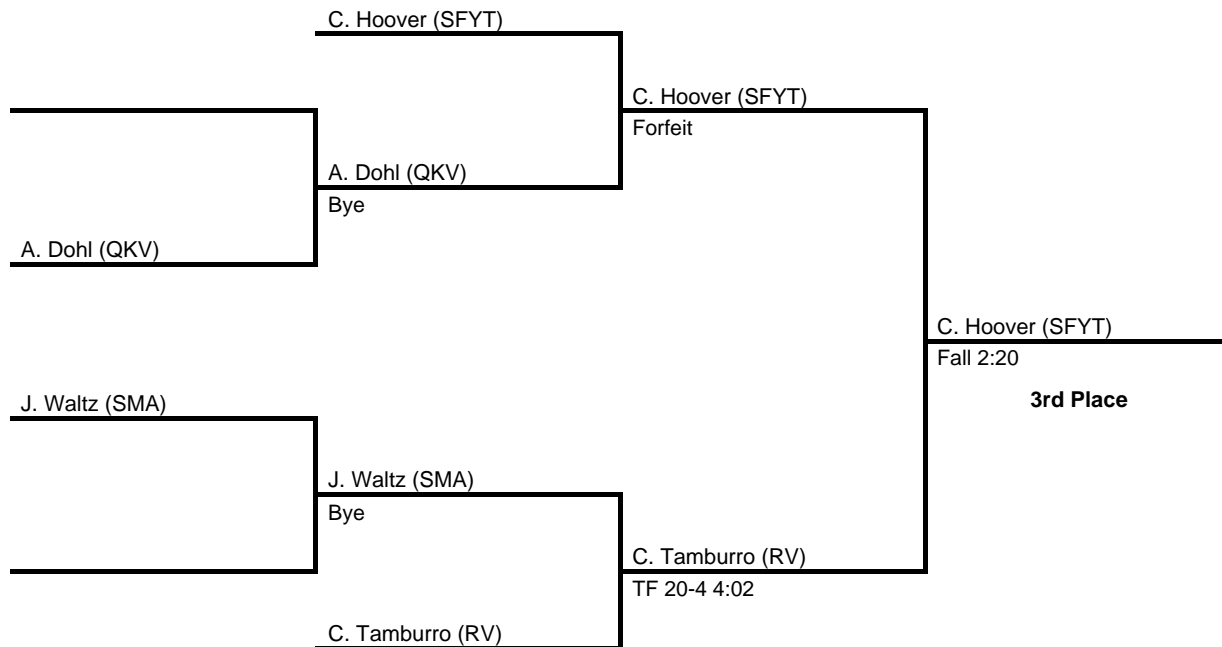 C. Hoover (SFYT)
C. Hoover (SFYT)
Forfeit
A. Dohl (QKV)
Bye
A. Dohl (QKV)
C. Hoover (SFYT)
Fall 2:20
3rd Place
J. Waltz (SMA)
J. Waltz (SMA)
Bye
C. Tamburro (RV)
TF 20-4 4:02
C. Tamburro (RV)